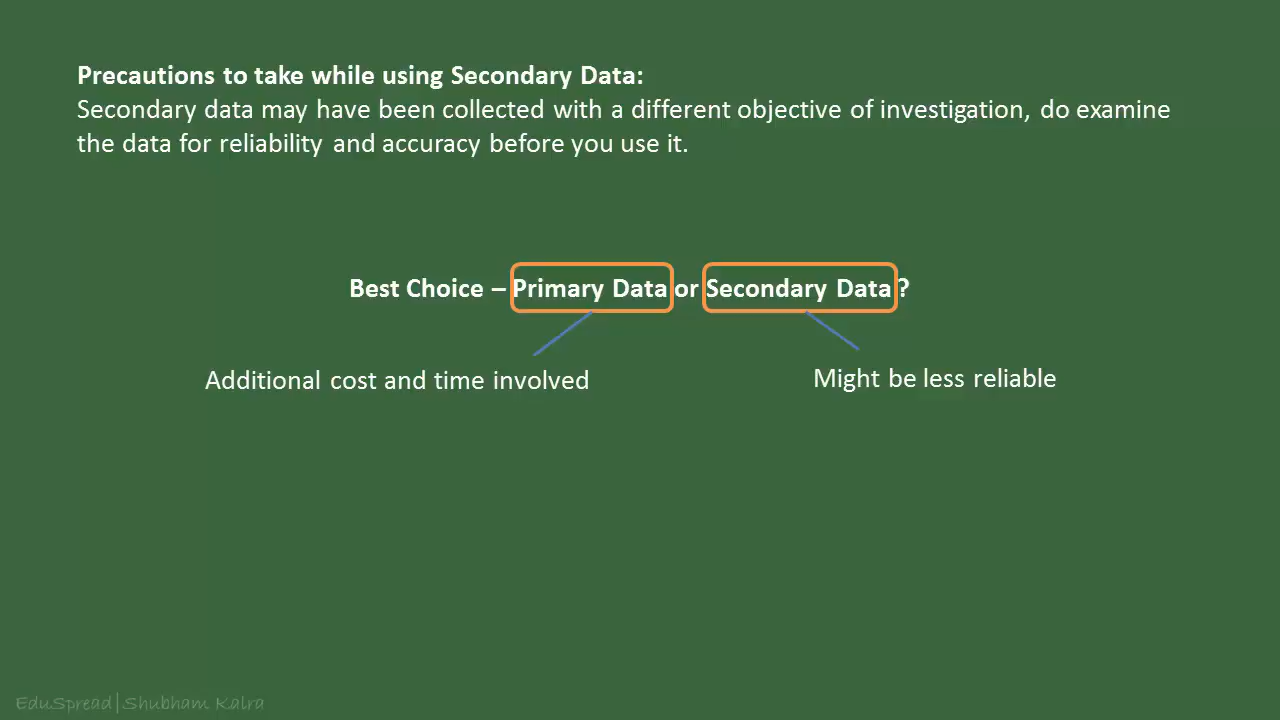 Precautions to take while using Secondary Data:
Secondary data may have been collected with a different objective of investigation, do examine
the data for reliability and accuracy before you use it.
Best Choice – Primary Data or Secondary Data ?
Additional cost and time involved
Might be less reliable
EduSpread|Shubham Kalra